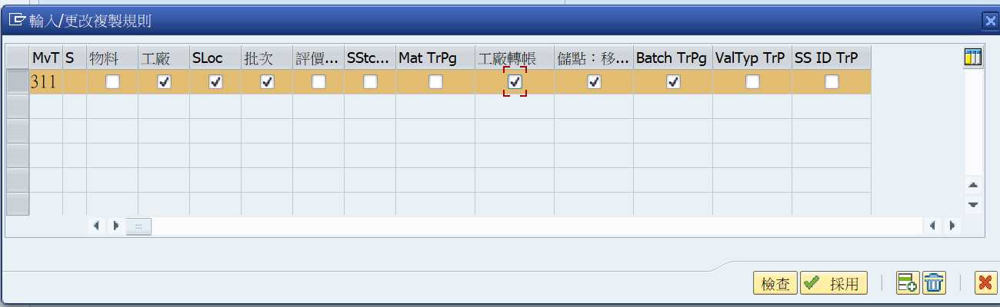 輸入/更改複製規則
MvT S 物料 工廠 SLoc 批次 評價... SStc... Mat TrPg 工廠轉帳 儲點：移... Batch TrPg ValTyp TrP SS ID TrP
311
檢查 採用